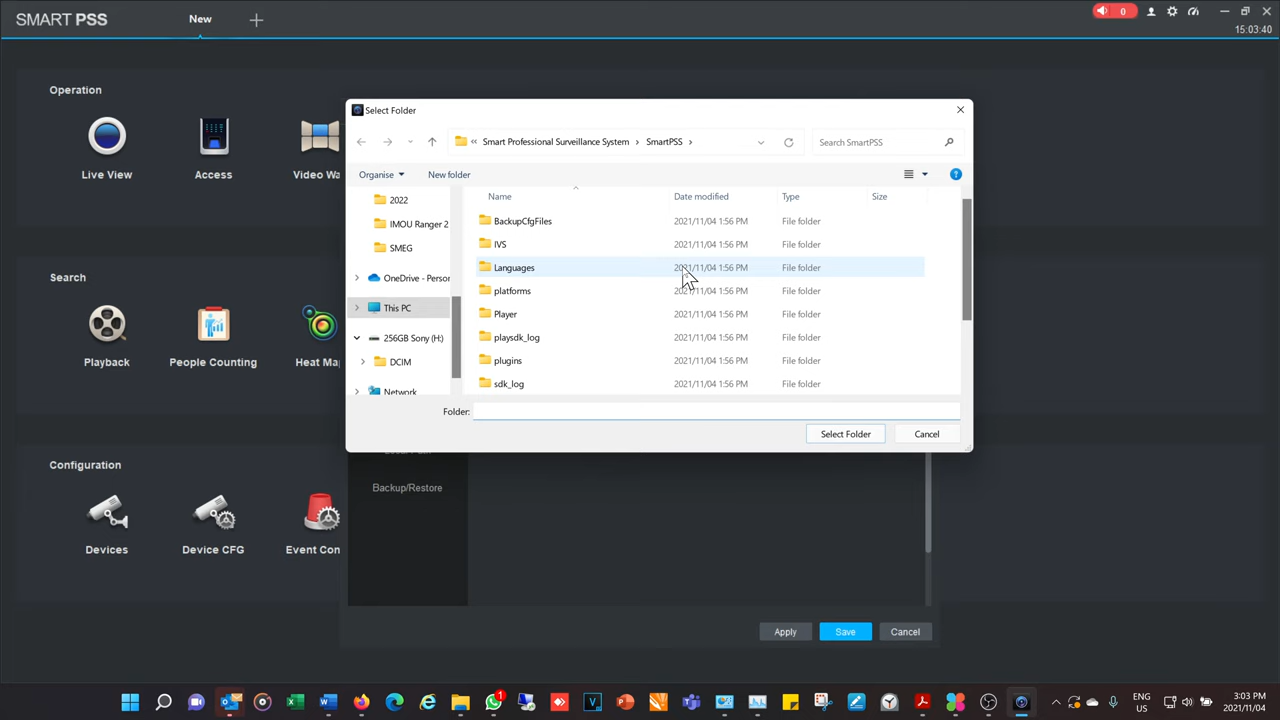 SMART PSS
New
0
15:03:40
Operation
Live View
Access
Video Wa
Search
Playback
People Counting
Heat Ma
Configuration
Devices
Device CFG
Event Con
Select Folder
« Smart Professional Surveillance System › SmartPSS ›
Search SmartPSS
Organise
New folder
2022
IMOU Ranger 2
SMEG
OneDrive - Person
This PC
256GB Sony (H:)
DCIM
Network
Name Date modified Type Size
BackupCfgFiles 2021/11/04 1:56 PM File folder
IVS 2021/11/04 1:56 PM File folder
Languages 2021/11/04 1:56 PM File folder
platforms 2021/11/04 1:56 PM File folder
Player 2021/11/04 1:56 PM File folder
playsdk_log 2021/11/04 1:56 PM File folder
plugins 2021/11/04 1:56 PM File folder
sdk_log 2021/11/04 1:56 PM File folder
Folder:
Select Folder
Cancel
Backup/Restore
Apply
Save
Cancel
1
ENG
US
3:03 PM
2021/11/04